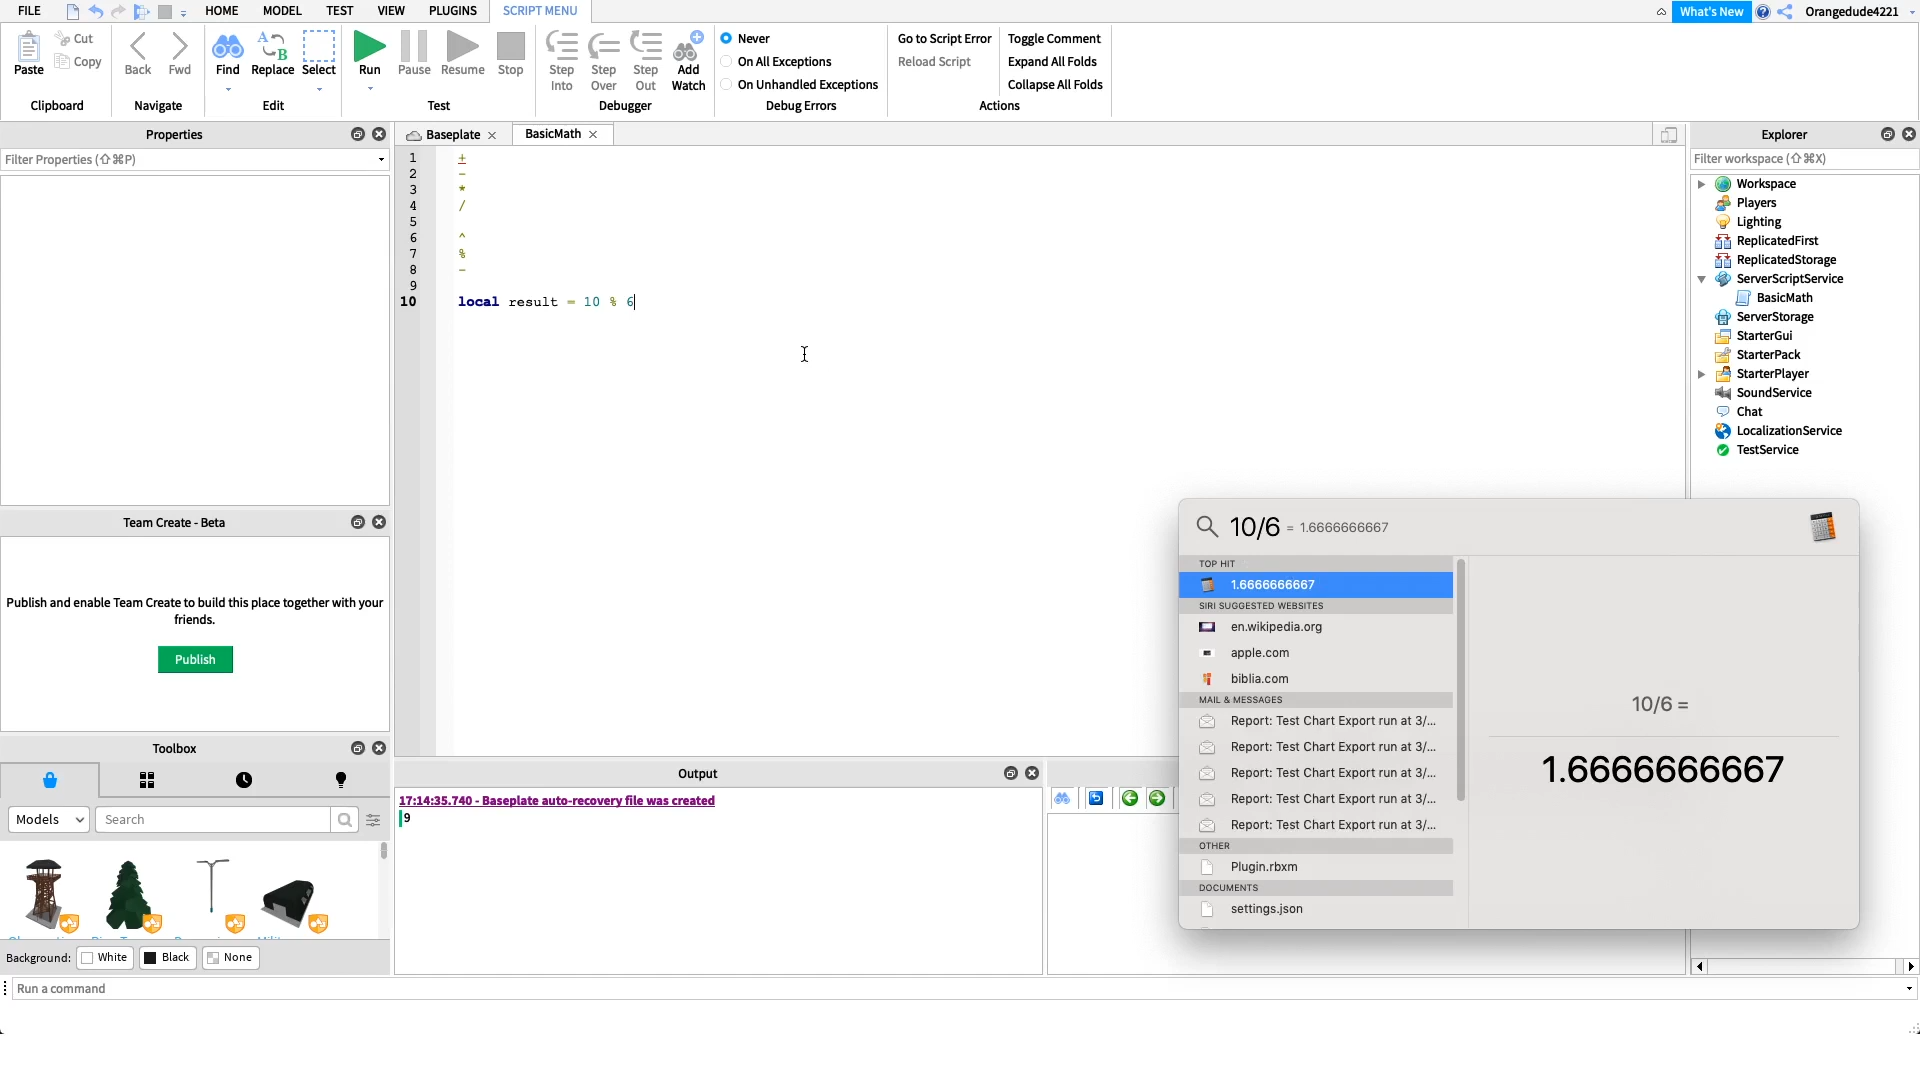 FILE HOME MODEL TEST VIEW PLUGINS SCRIPT MENU What's New Orangedude4221
Paste Cut Copy
Clipboard
Back Fwd
Navigate
Find Replace Select
Edit
Run Pause Resume Stop
Test
Step Into Step Over Step Out Add Watch
Debugger
Never
On All Exceptions
On Unhandled Exceptions
Debug Errors
Go to Script Error Toggle Comment
Reload Script Expand All Folds
Collapse All Folds
Actions
Properties
Filter Properties (⇧⌘P)
Team Create - Beta
Publish and enable Team Create to build this place together with your
friends.
Publish
Toolbox
Models Search
Background: White Black None
Run a command
Baseplate BasicMath
1 +
2 -
3 *
4 /
5
6 ^
7 %
8 -
9
10 local result = 10 % 6
Output
17:14:35.740 - Baseplate auto-recovery file was created
9
Explorer
Filter workspace (⇧⌘X)
Workspace
Players
Lighting
ReplicatedFirst
ReplicatedStorage
ServerScriptService
BasicMath
ServerStorage
StarterGui
StarterPack
StarterPlayer
SoundService
Chat
LocalizationService
TestService
10/6 = 1.6666666667
TOP HIT
1.6666666667
SIRI SUGGESTED WEBSITES
en.wikipedia.org
apple.com
biblia.com
MAIL & MESSAGES
Report: Test Chart Export run at 3/...
Report: Test Chart Export run at 3/...
Report: Test Chart Export run at 3/...
Report: Test Chart Export run at 3/...
Report: Test Chart Export run at 3/...
OTHER
Plugin.rbxm
DOCUMENTS
settings.json
10/6 =
1.6666666667